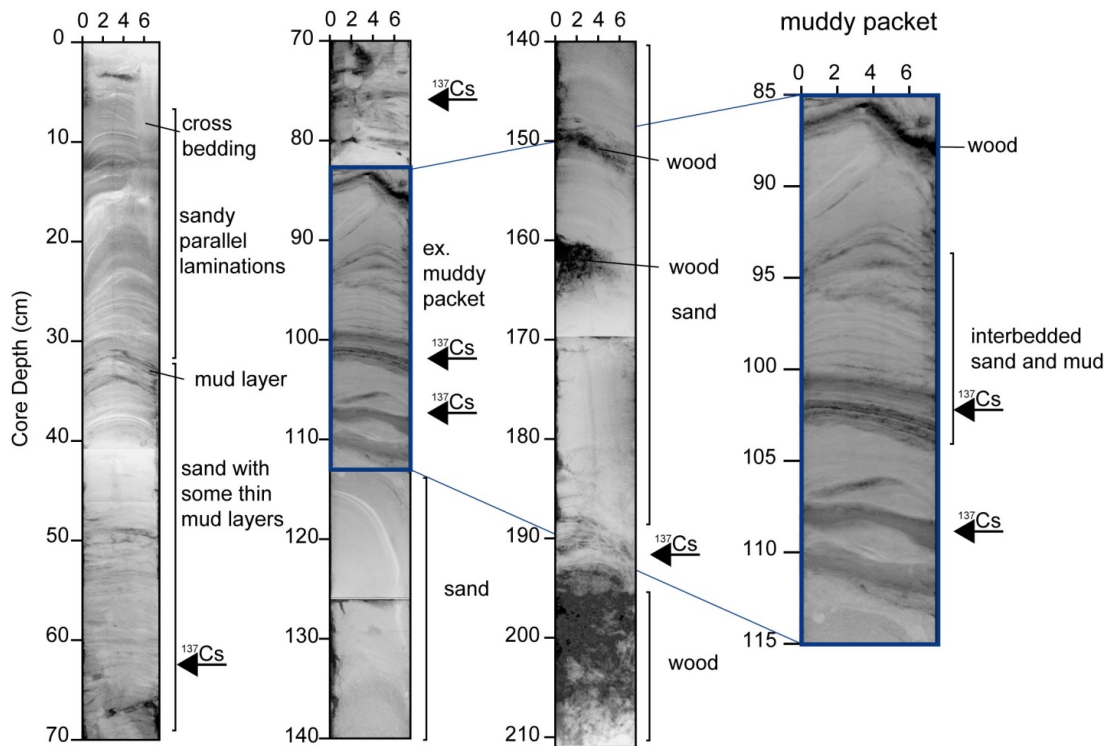 0 2 4 6
0
10
20
30
40
50
60
70
Core Depth (cm)
cross
bedding
sandy
parallel
laminations
mud layer
sand with
some thin
mud layers
137Cs
0 2 4 6
70
80
90
100
110
120
130
140
137Cs
ex.
muddy
packet
137Cs
137Cs
sand
0 2 4 6
140
150
160
170
180
190
200
210
wood
wood
sand
137Cs
wood
muddy packet
0 2 4 6
85
90
95
100
105
110
115
wood
interbedded
sand and mud
137Cs
137Cs